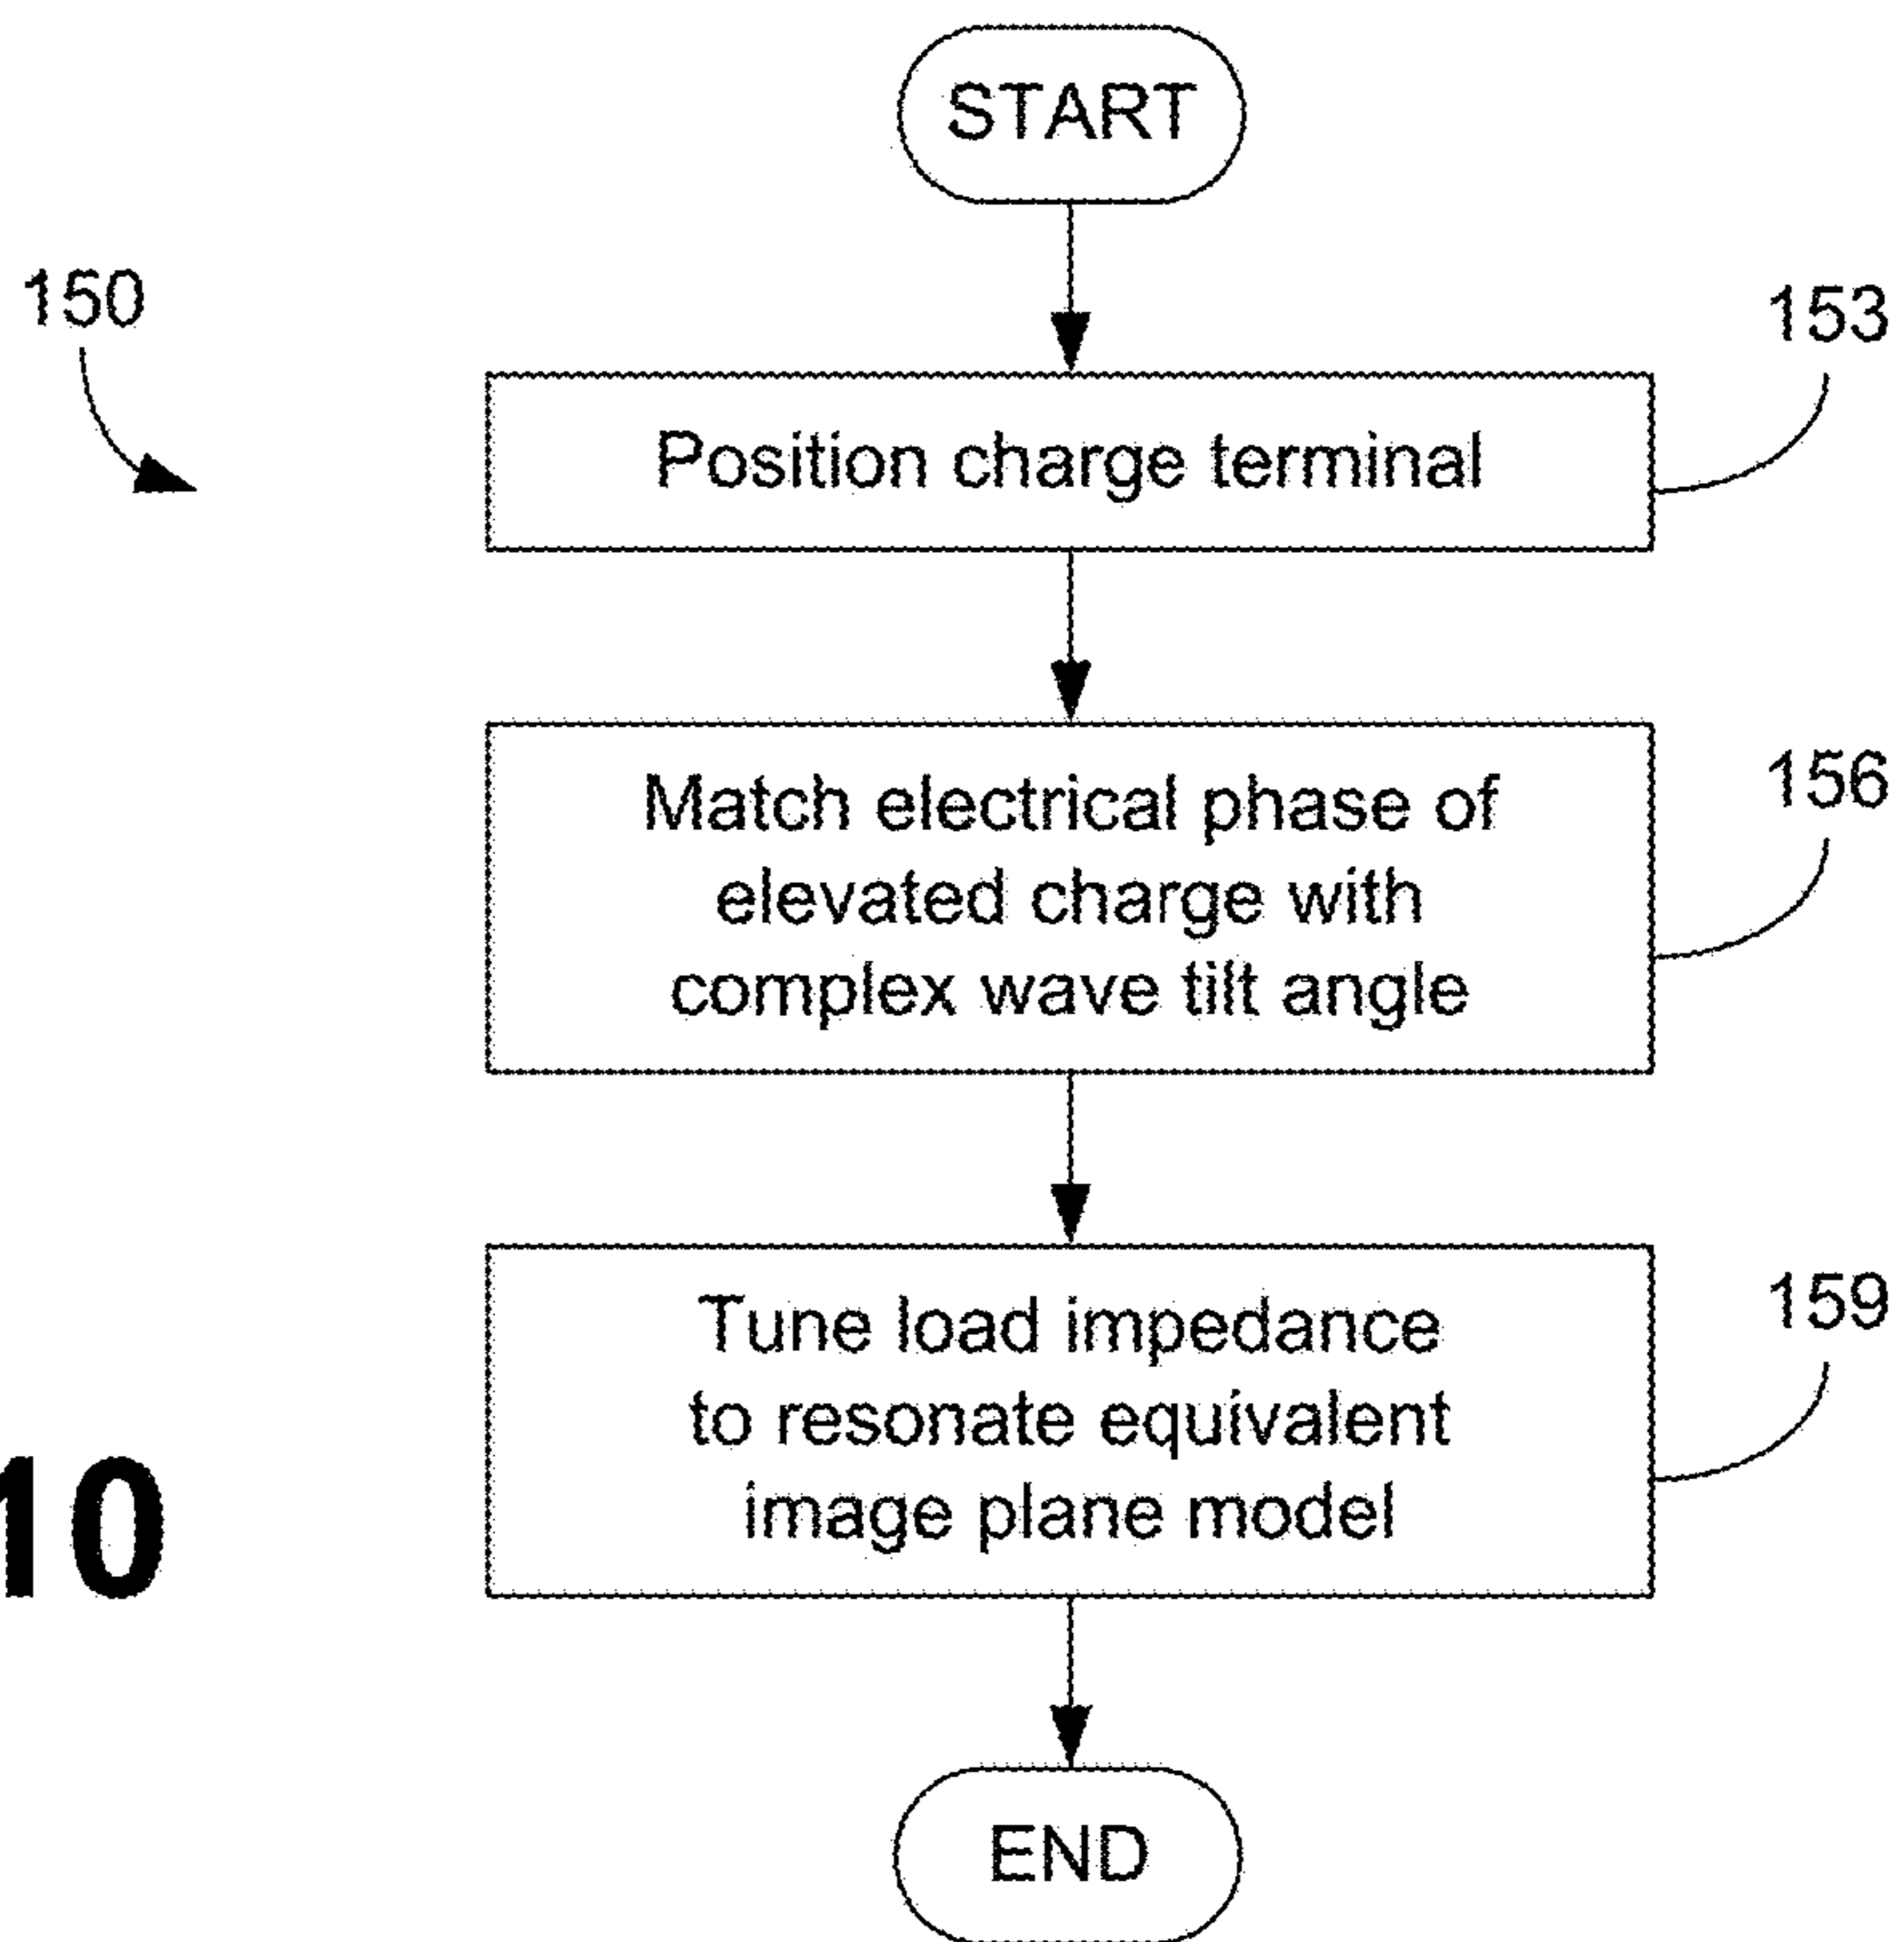 START
150
153
Position charge terminal
156
Match electrical phase of
elevated charge with
complex wave tilt angle
159
Tune load impedance
to resonate equivalent
image plane model
10
END